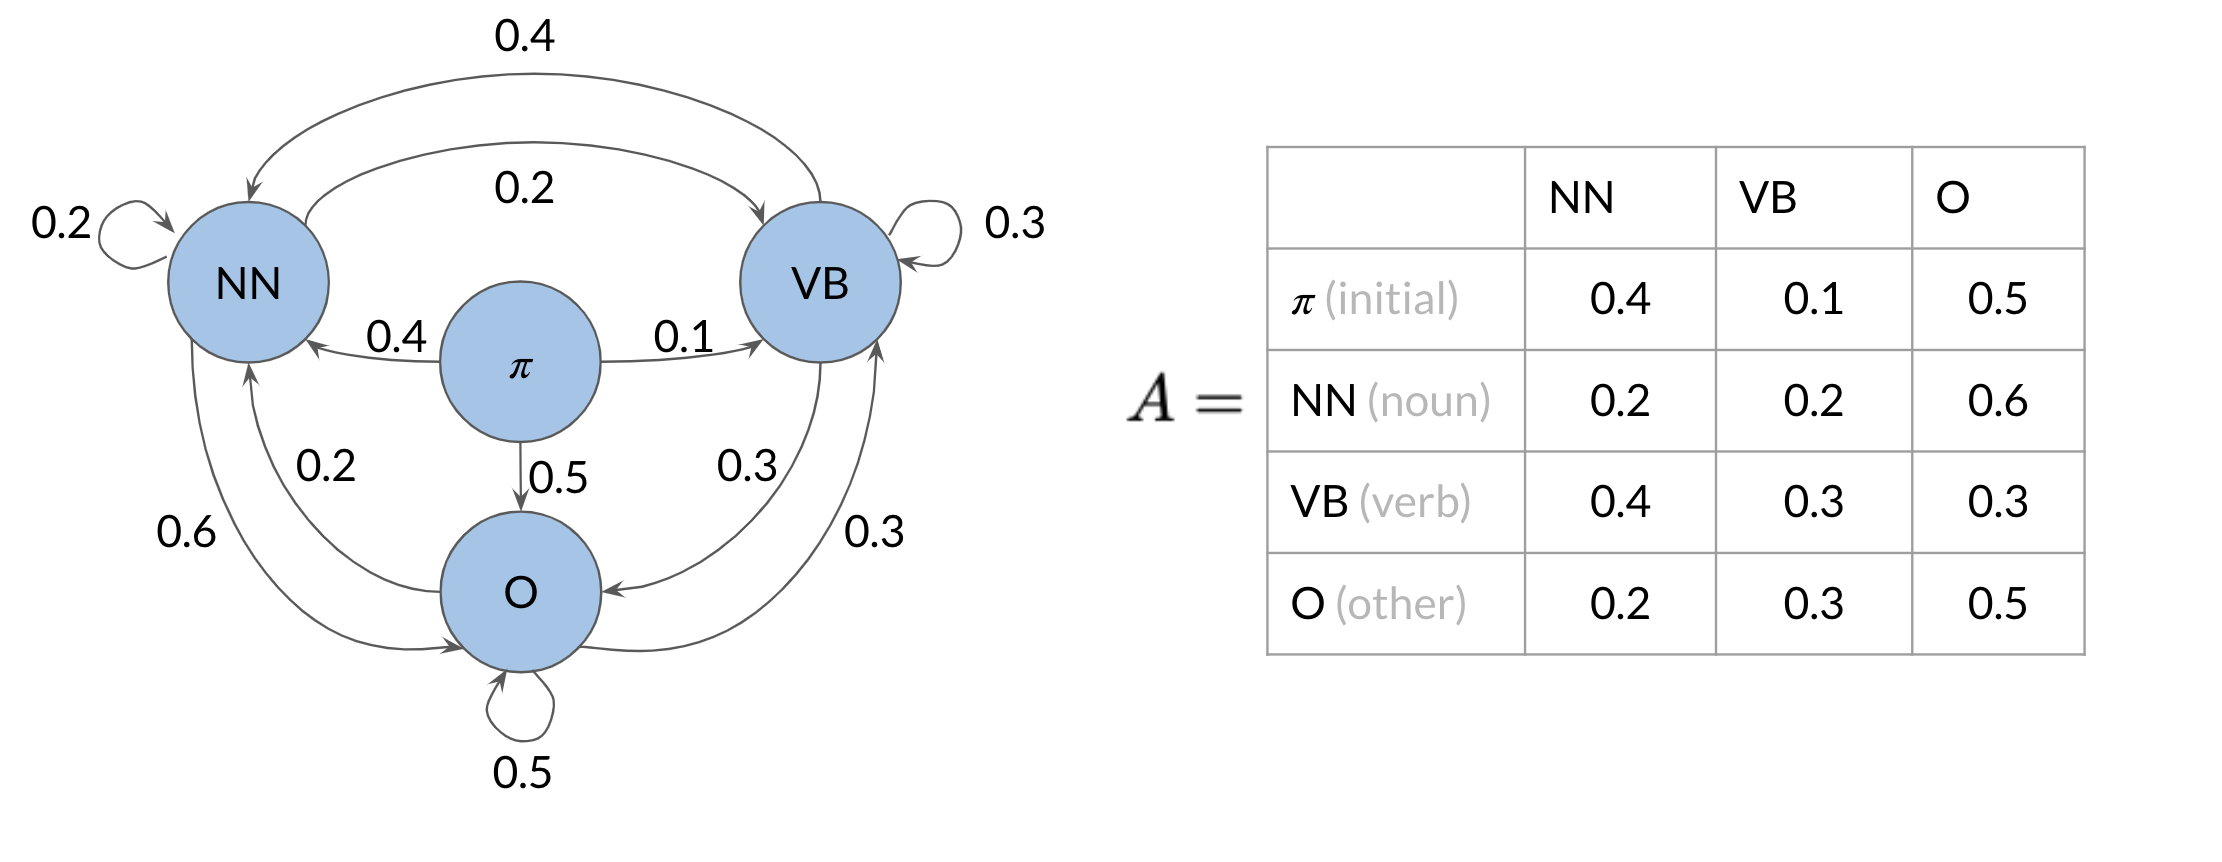 0.4
0.2
0.2
0.3
NN
VB
0.4
0.1
π
0.2
0.5
0.3
0.6
0.3
O
0.5
A =
NN VB O
π (initial) 0.4 0.1 0.5
NN (noun) 0.2 0.2 0.6
VB (verb) 0.4 0.3 0.3
O (other) 0.2 0.3 0.5